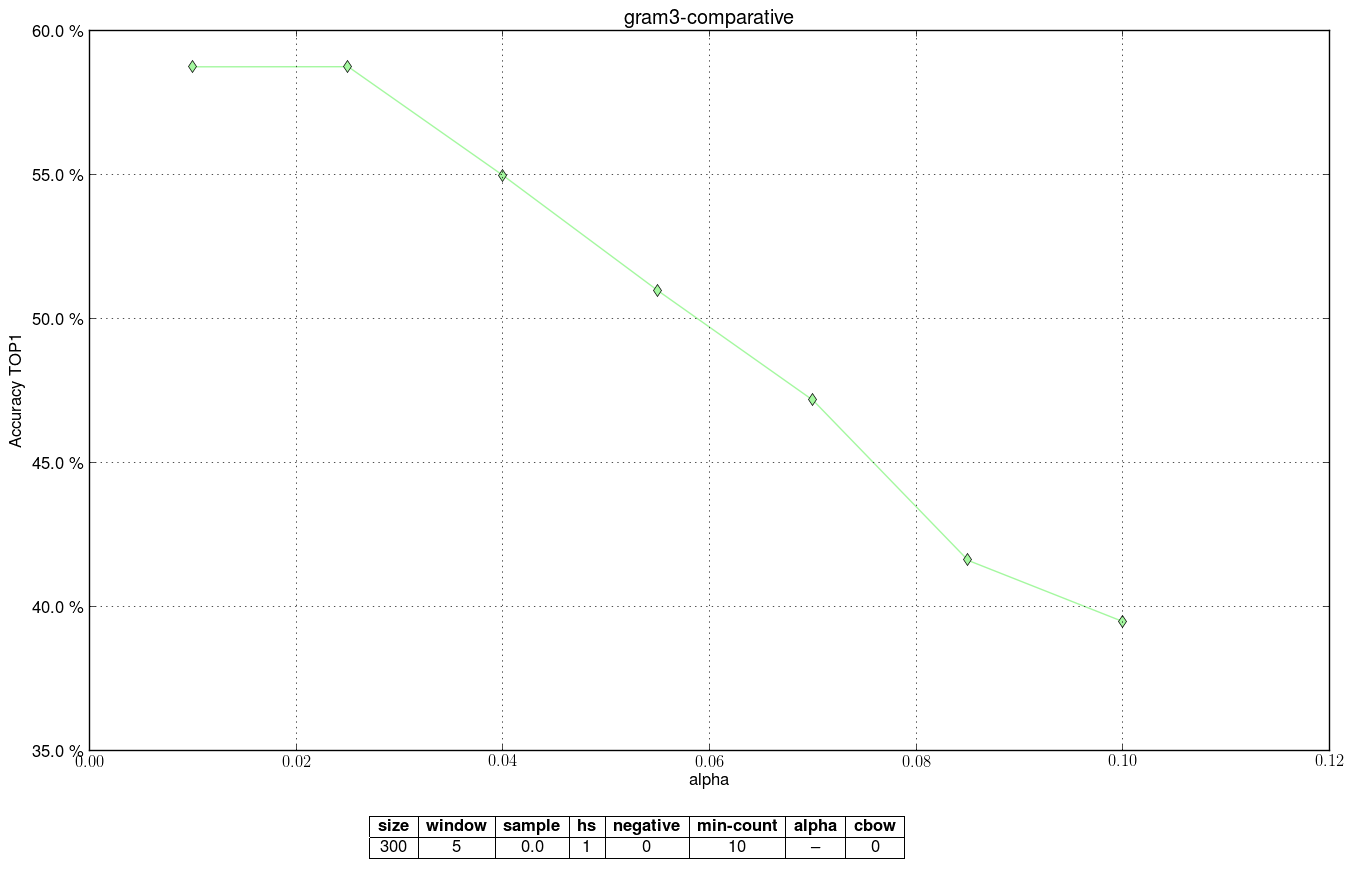 gram3-comparative
60.0 %
55.0 %
50.0 %
45.0 %
40.0 %
35.0 %
Accuracy TOP1
0.00 0.02 0.04 0.06 0.08 0.10 0.12
alpha
size window sample hs negative min-count alpha cbow
300 5 0.0 1 0 10 – 0